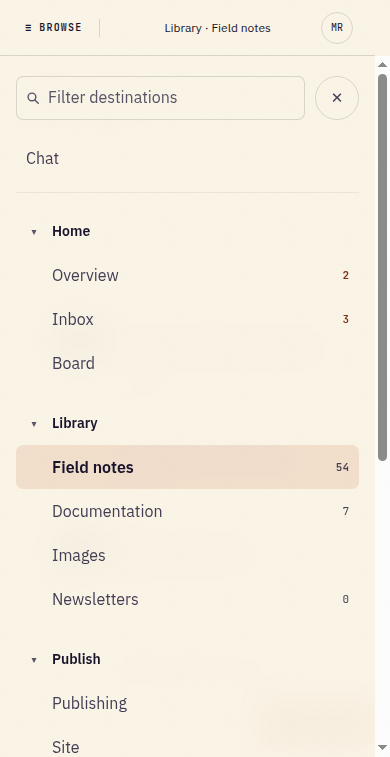 ≡ BROWSE
Library · Field notes
MR
Filter destinations
✕
Chat
▾ Home
Overview 2
Inbox 3
Board
▾ Library
Field notes 54
Documentation 7
Images
Newsletters 0
▾ Publish
Publishing
Site